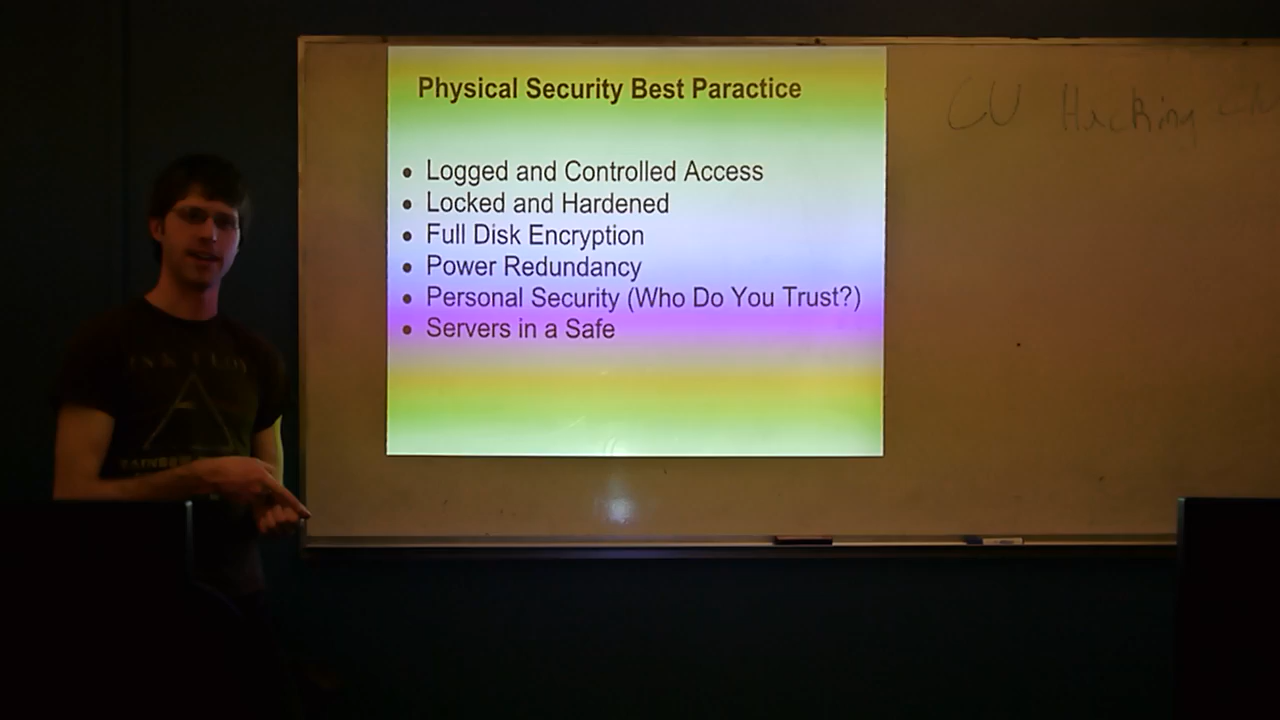 Physical Security Best Paractice
• Logged and Controlled Access
• Locked and Hardened
• Full Disk Encryption
• Power Redundancy
• Personal Security (Who Do You Trust?)
• Servers in a Safe
CU Hacking